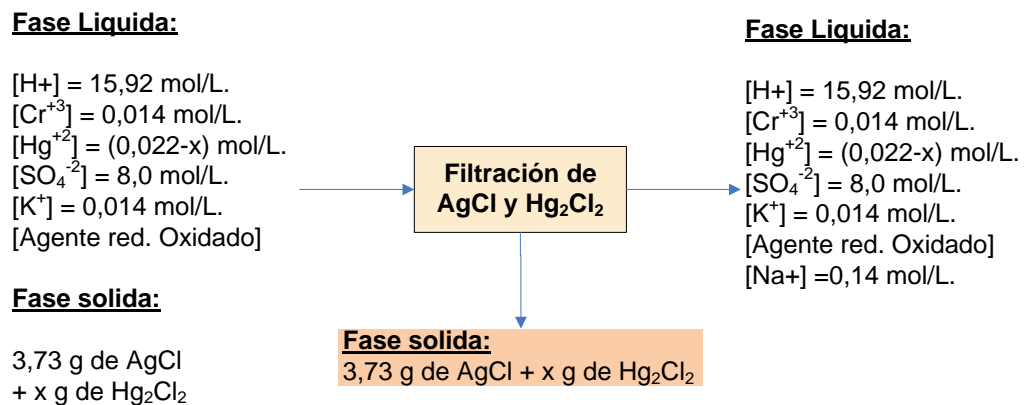 Fase Liquida:
[H+] = 15,92 mol/L.
[Cr+3] = 0,014 mol/L.
[Hg+2] = (0,022-x) mol/L.
[SO4-2] = 8,0 mol/L.
[K+] = 0,014 mol/L.
[Agente red. Oxidado]
Fase solida:
3,73 g de AgCl
+ x g de Hg2Cl2
Filtración de
AgCl y Hg2Cl2
Fase solida:
3,73 g de AgCl + x g de Hg2Cl2
Fase Liquida:
[H+] = 15,92 mol/L.
[Cr+3] = 0,014 mol/L.
[Hg+2] = (0,022-x) mol/L.
[SO4-2] = 8,0 mol/L.
[K+] = 0,014 mol/L.
[Agente red. Oxidado]
[Na+] =0,14 mol/L.